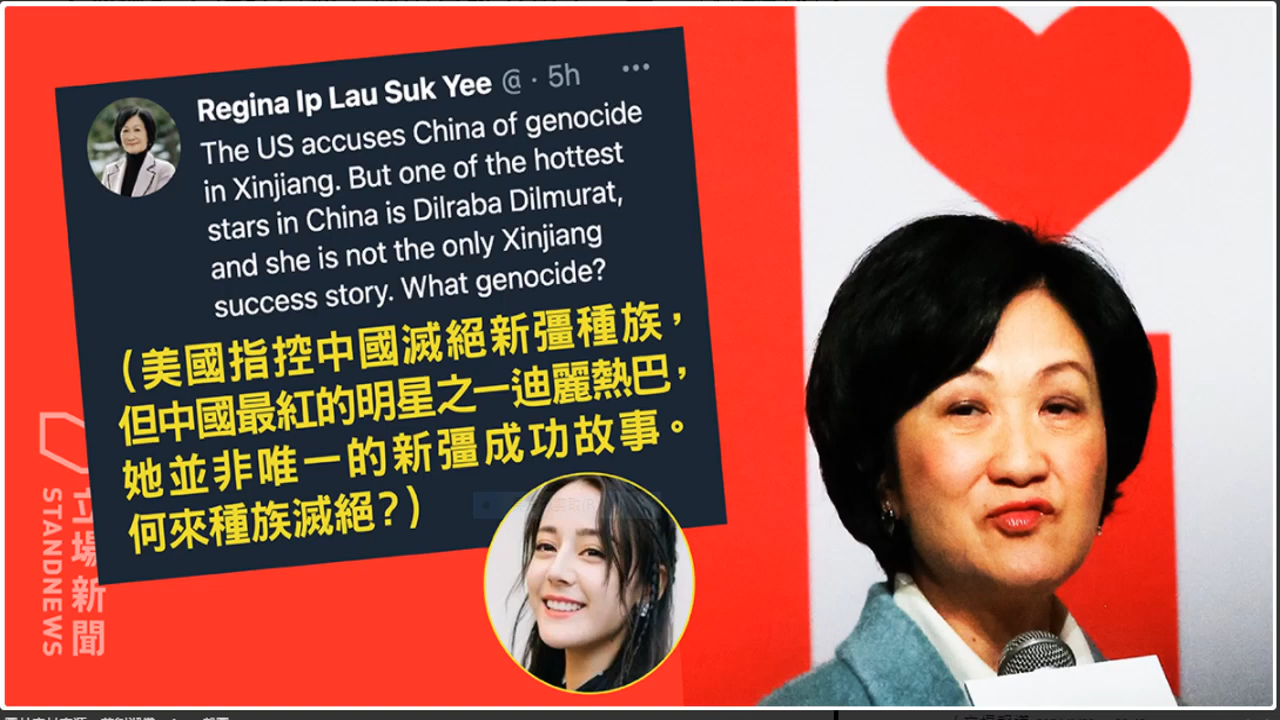 Regina Ip Lau Suk Yee @ · 5h ···
The US accuses China of genocide
in Xinjiang. But one of the hottest
stars in China is Dilraba Dilmurat,
and she is not the only Xinjiang
success story. What genocide?
(美國指控中國滅絕新疆種族，
但中國最紅的明星之一迪麗熱巴，
她並非唯一的新疆成功故事。
何來種族滅絕?)
立場新聞
STANDNEWS